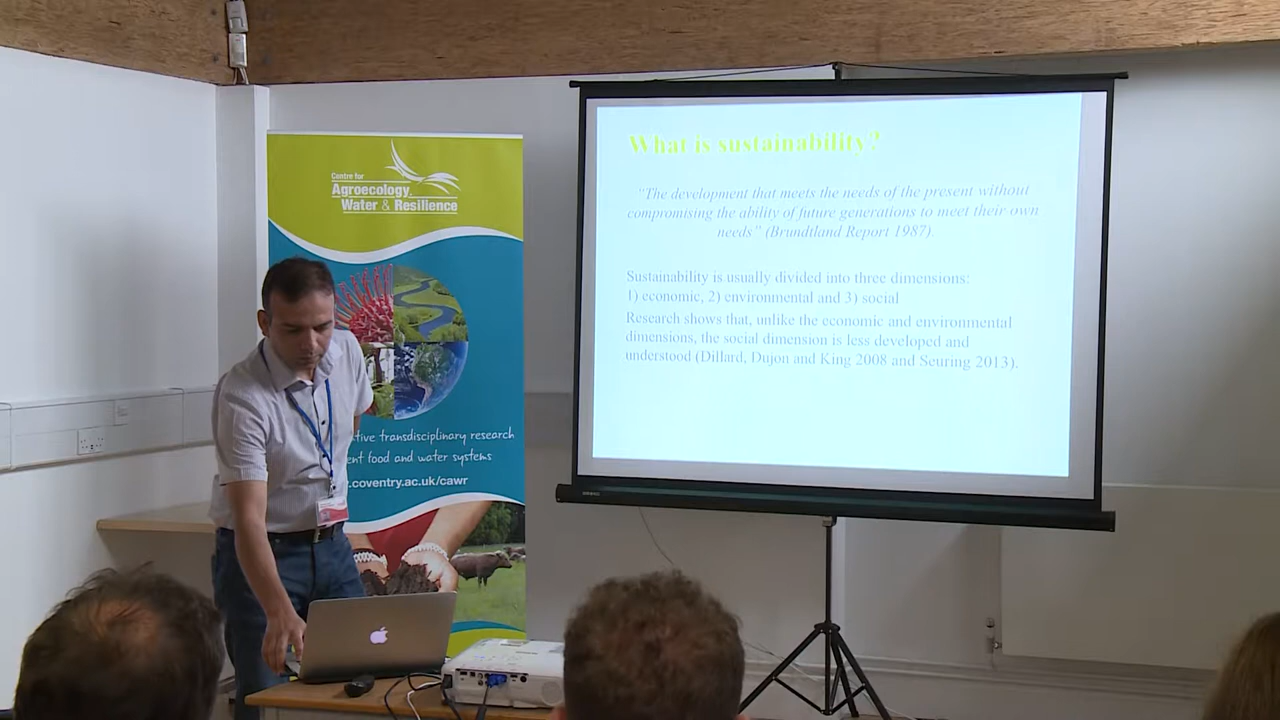 Centre for
Agroecology,
Water & Resilience
tive transdisciplinary research
ent food and water systems
.coventry.ac.uk/cawr
What is sustainability?
"The development that meets the needs of the present without
compromising the ability of future generations to meet their own
needs" (Brundtland Report 1987).
Sustainability is usually divided into three dimensions:
1) economic, 2) environmental and 3) social
Research shows that, unlike the economic and environmental
dimensions, the social dimension is less developed and
understood (Dillard, Dujon and King 2008 and Seuring 2013).